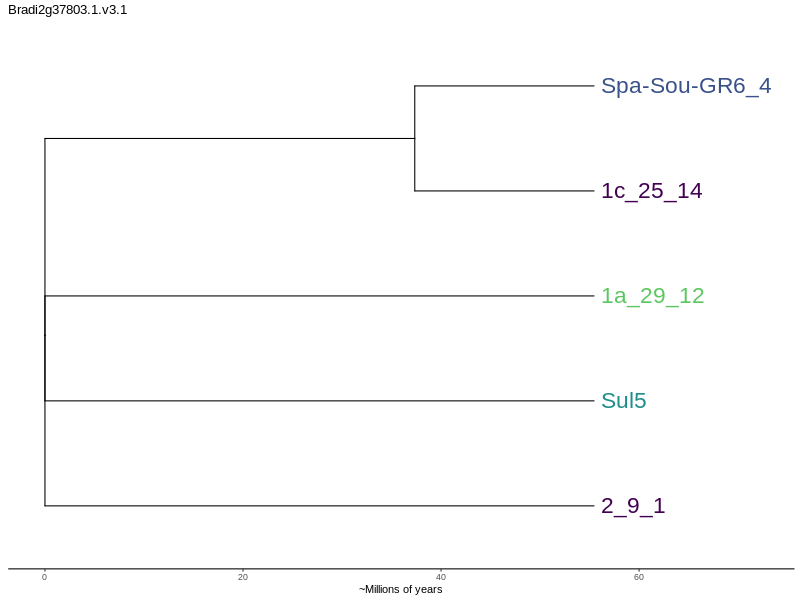 Bradi2g37803.1.v3.1
Spa-Sou-GR6_4
1c_25_14
1a_29_12
Sul5
2_9_1
0 20 40 60
~Millions of years